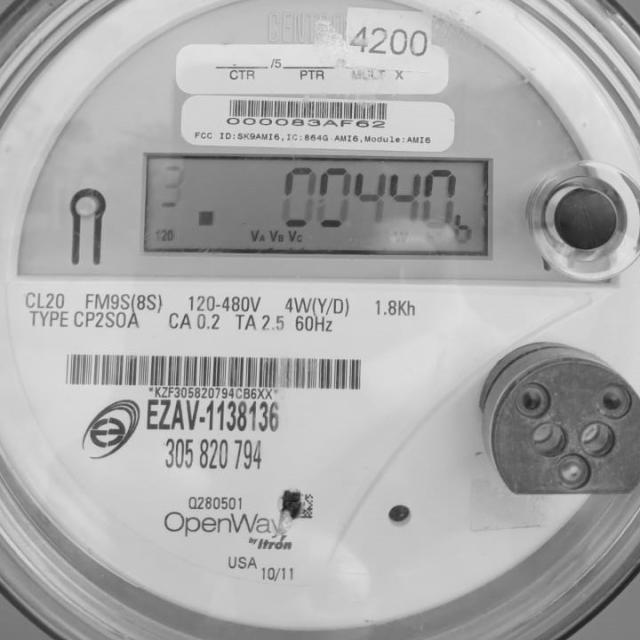 4200
/5
CTR PTR MULT X
000083AF62
FCC ID:SK9AMI6,IC:864G-AMI6,Module:AMI6
3
00440
120 VA VB VC
CL20 FM9S(8S) 120-480V 4W(Y/D) 1.8Kh
TYPE CP2SOA CA 0.2 TA 2.5 60Hz
*KZF305820794CB6XX*
EZAV-1138136
305 820 794
Q280501
OpenWay
by Itron
USA 10/11